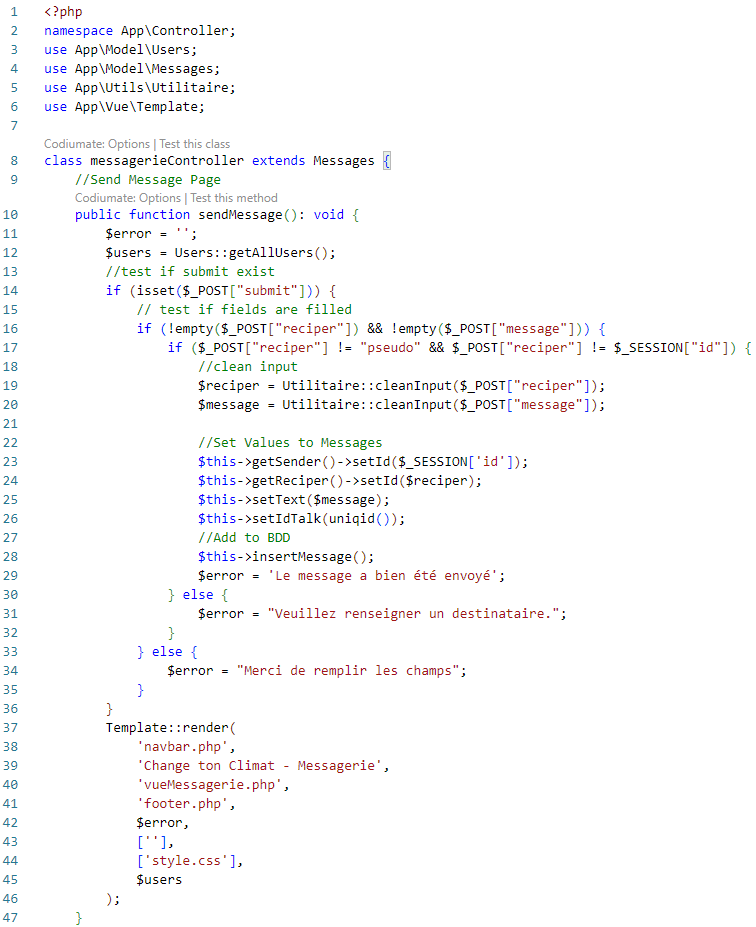 1 <?php
2 namespace App\Controller;
3 use App\Model\Users;
4 use App\Model\Messages;
5 use App\Utils\Utilitaire;
6 use App\Vue\Template;
7
Codiumate: Options | Test this class
8 class messagerieController extends Messages {
9     //Send Message Page
Codiumate: Options | Test this method
10     public function sendMessage(): void {
11         $error = '';
12         $users = Users::getAllUsers();
13         //test if submit exist
14         if (isset($_POST["submit"])) {
15             // test if fields are filled
16             if (!empty($_POST["reciper"]) && !empty($_POST["message"])) {
17                 if ($_POST["reciper"] != "pseudo" && $_POST["reciper"] != $_SESSION["id"]) {
18                     //clean input
19                     $reciper = Utilitaire::cleanInput($_POST["reciper"]);
20                     $message = Utilitaire::cleanInput($_POST["message"]);
21
22                     //Set Values to Messages
23                     $this->getSender()->setId($_SESSION['id']);
24                     $this->getReciper()->setId($reciper);
25                     $this->setText($message);
26                     $this->setIdTalk(uniqid());
27                     //Add to BDD
28                     $this->insertMessage();
29                     $error = 'Le message a bien été envoyé';
30                 } else {
31                     $error = "Veuillez renseigner un destinataire.";
32                 }
33             } else {
34                 $error = "Merci de remplir les champs";
35             }
36         }
37         Template::render(
38             'navbar.php',
39             'Change ton Climat - Messagerie',
40             'vueMessagerie.php',
41             'footer.php',
42             $error,
43             [''],
44             ['style.css'],
45             $users
46         );
47     }